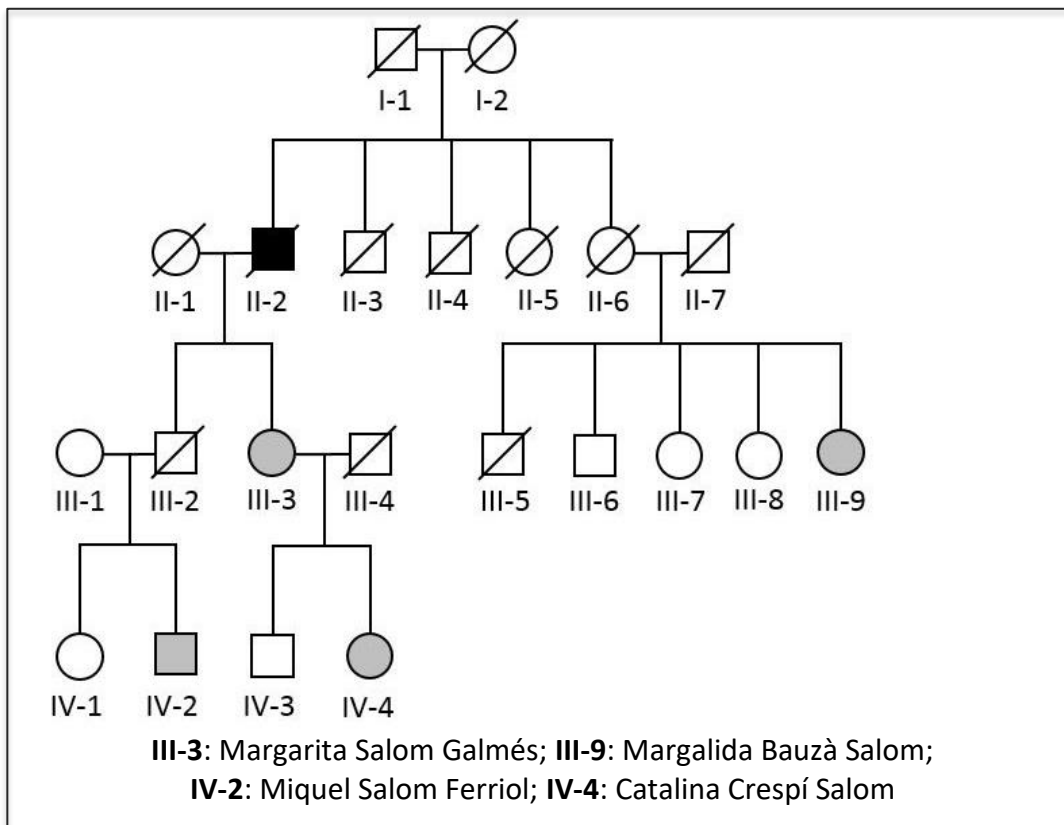 I-1 I-2
II-1 II-2 II-3 II-4 II-5 II-6 II-7
III-1 III-2 III-3 III-4 III-5 III-6 III-7 III-8 III-9
IV-1 IV-2 IV-3 IV-4
III-3: Margarita Salom Galmés; III-9: Margalida Bauzà Salom;
IV-2: Miquel Salom Ferriol; IV-4: Catalina Crespí Salom